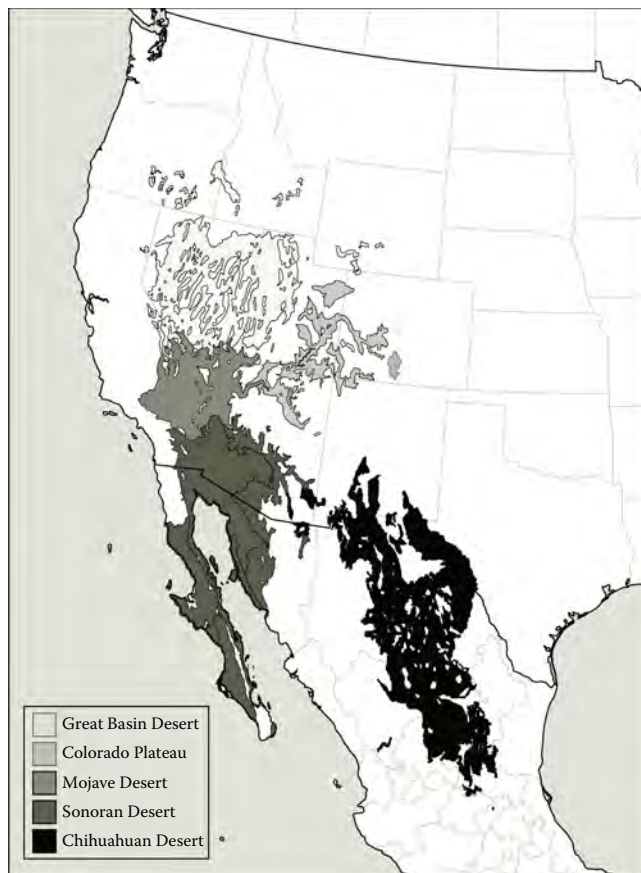 Great Basin Desert
Colorado Plateau
Mojave Desert
Sonoran Desert
Chihuahuan Desert